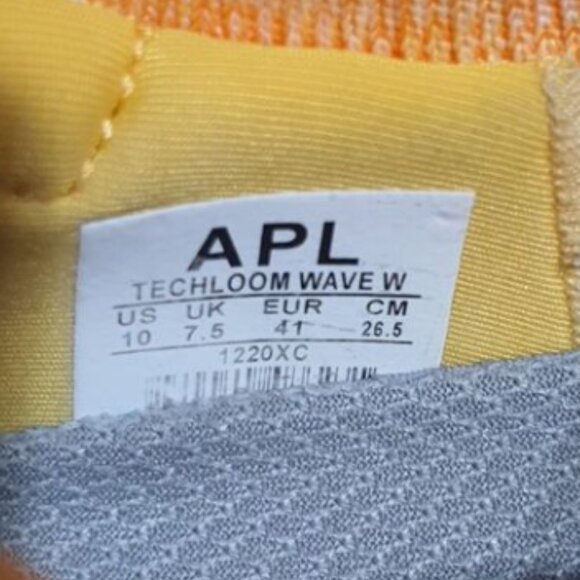 APL
TECHLOOM WAVE W
US UK EUR CM
10 7.5 41 26.5
1220XC